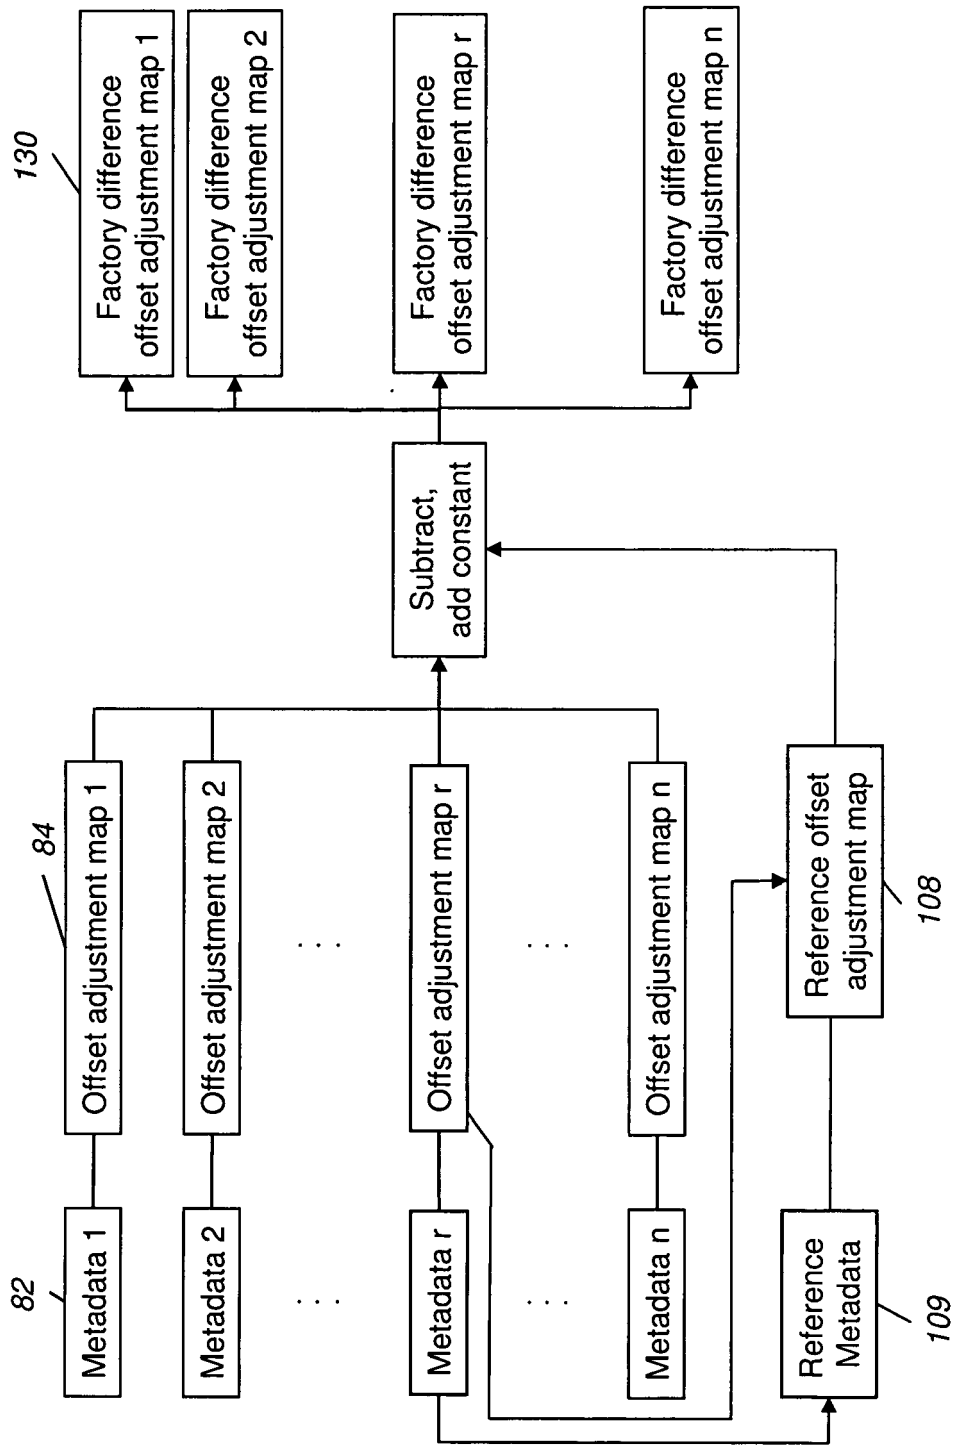 82
Metadata 1
Metadata 2
. . .
Metadata r
. . .
Metadata n
Reference
Metadata
109
84
Offset adjustment map 1
Offset adjustment map 2
. . .
Offset adjustment map r
. . .
Offset adjustment map n
Reference offset
adjustment map
108
Subtract,
add constant
130
Factory difference
offset adjustment map 1
Factory difference
offset adjustment map 2
Factory difference
offset adjustment map r
Factory difference
offset adjustment map n